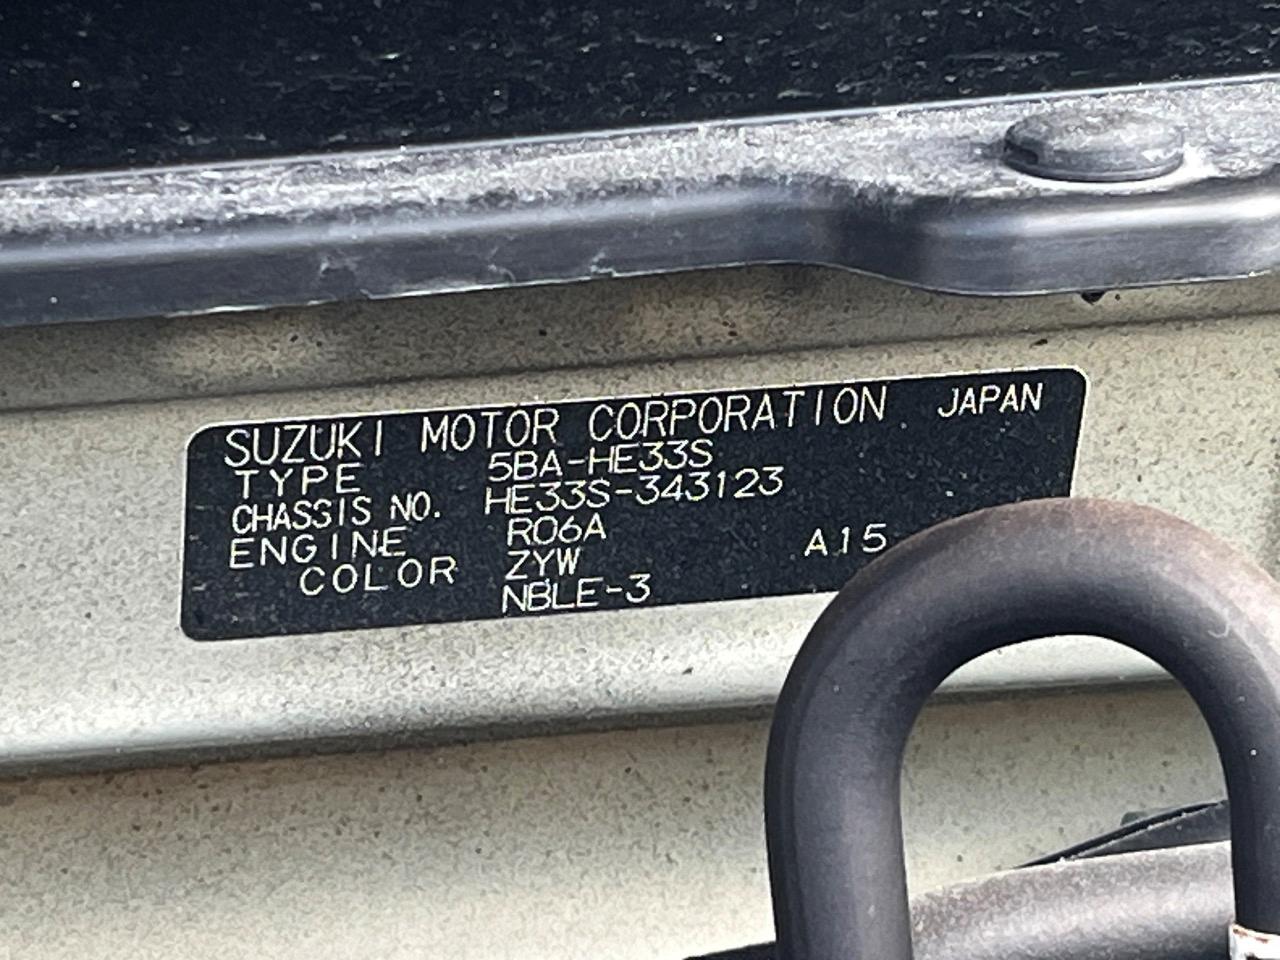 SUZUKI MOTOR CORPORATION JAPAN
TYPE 5BA-HE33S
CHASSIS NO. HE33S-343123
ENGINE R06A
COLOR ZYW A15
NBLE-3